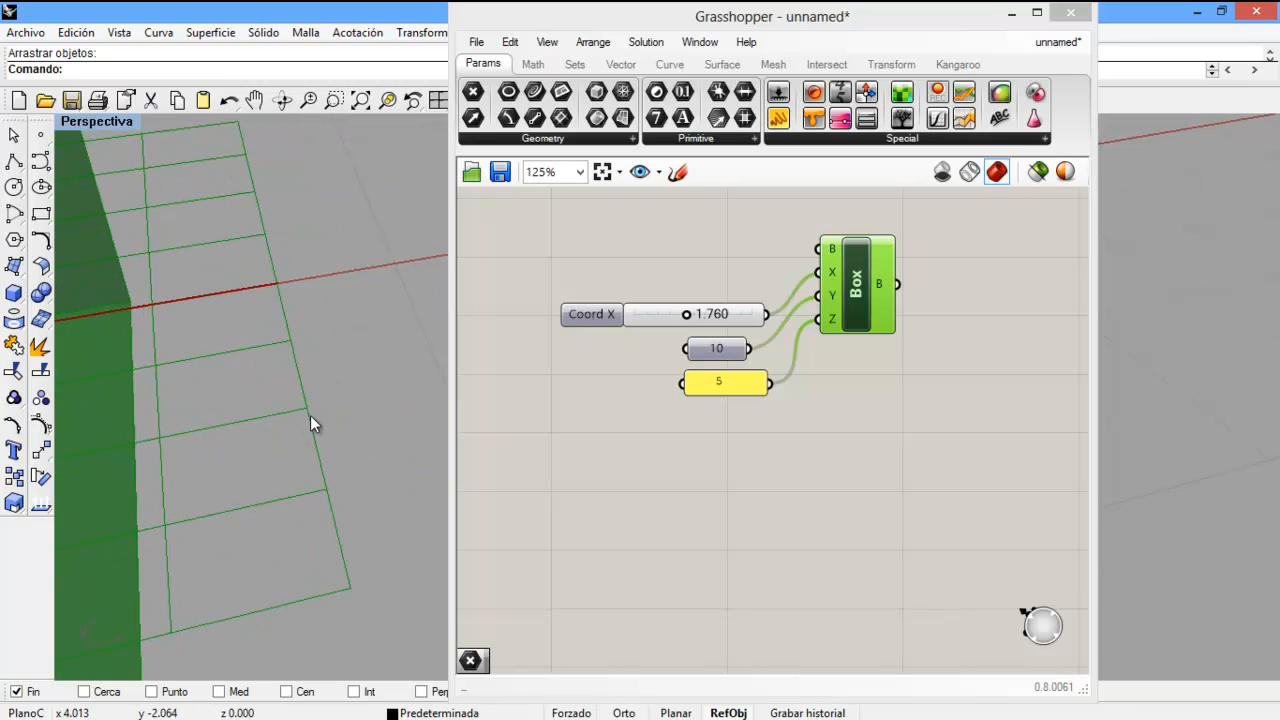 Grasshopper - unnamed*
Archivo Edición Vista Curva Superficie Sólido Malla Acotación Transform
File Edit View Arrange Solution Window Help unnamed*
Arrastrar objetos:
Comando:
Params Math Sets Vector Curve Surface Mesh Intersect Transform Kangaroo
Geometry Primitive Special
Perspectiva
125%
B
X
Y
Z
Box
B
Coord X 1.760
10
5
0.8.0061
Fin Cerca Punto Med Cen Int Per
PlanoC x 4.013 y -2.064 z 0.000 Predeterminada Forzado Orto Planar RefObj Grabar historial